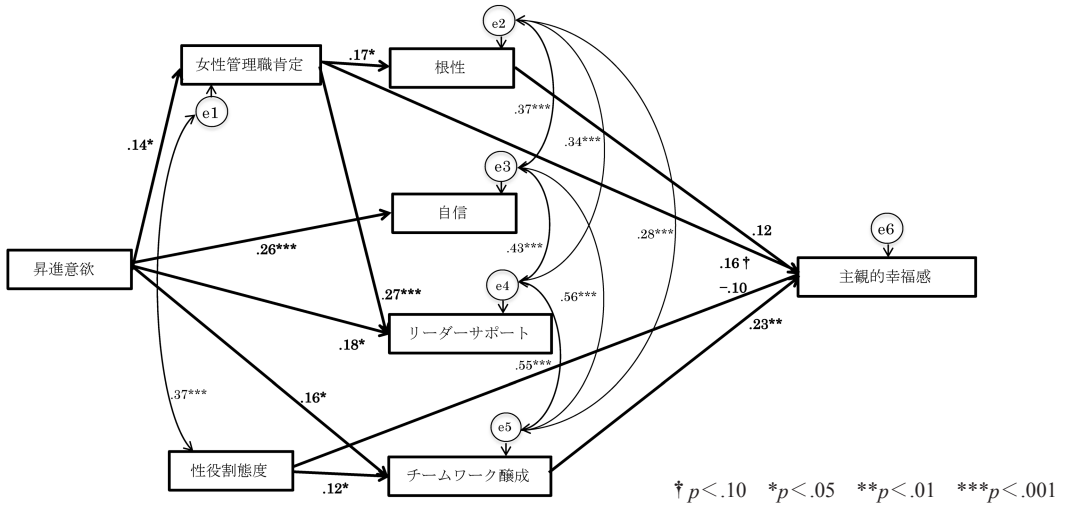 e2
女性管理職肯定
.17*
根性
e1
.37***
.34***
.14*
e3
自信
.26***
.43***
.28***
.12
e6
昇進意欲
.16†
主観的幸福感
−.10
e4
.27***
.56***
リーダーサポート
.18*
.23**
.55***
.37***
.16*
e5
性役割態度
チームワーク醸成
.12*
† p＜.10 *p＜.05 **p＜.01 ***p＜.001